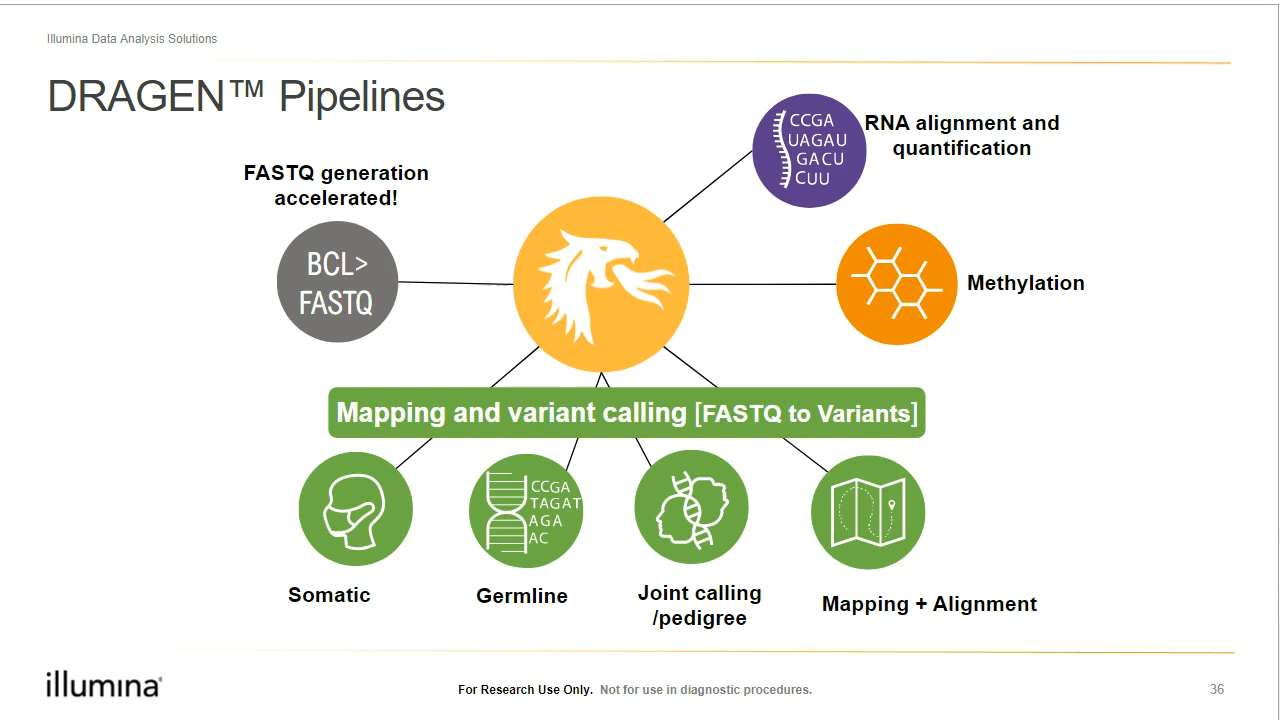 Illumina Data Analysis Solutions
DRAGEN™ Pipelines
FASTQ generation
accelerated!
BCL>
FASTQ
CCGA
UAGAU
GACU
CUU
RNA alignment and
quantification
Methylation
Mapping and variant calling [FASTQ to Variants]
CCGA
TAGAT
AGA
AC
Somatic
Germline
Joint calling
/pedigree
Mapping + Alignment
illumina®
For Research Use Only. Not for use in diagnostic procedures.
36